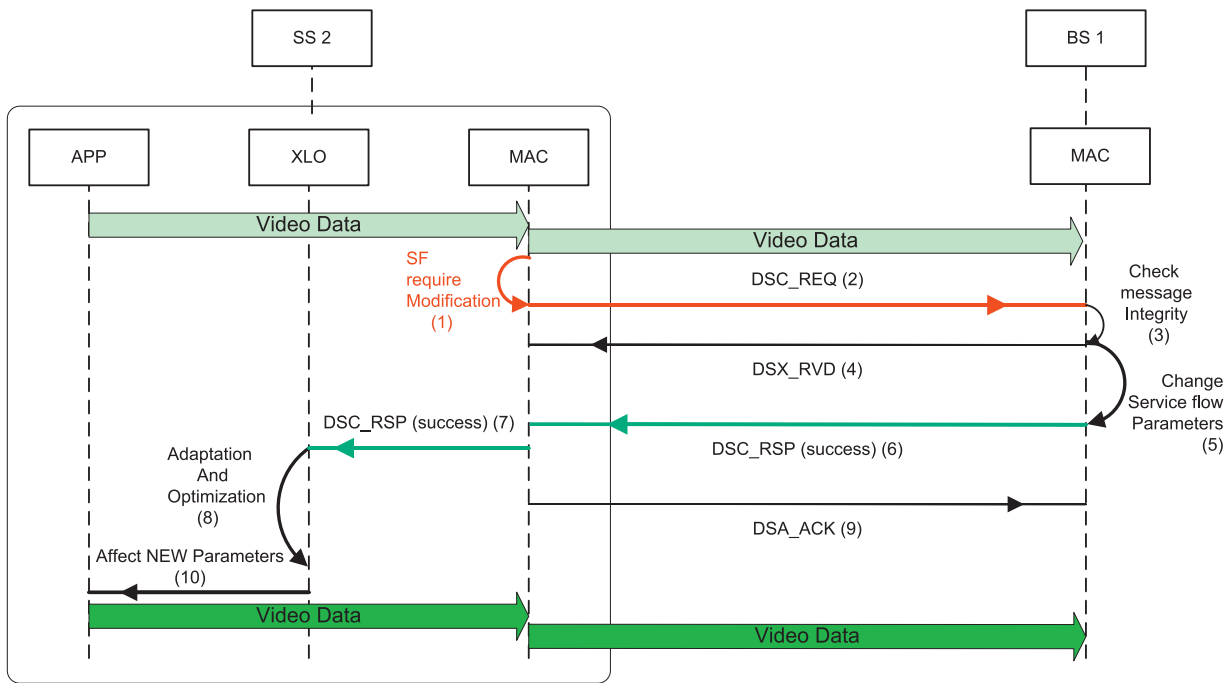 SS 2
BS 1
APP
XLO
MAC
MAC
Video Data
Video Data
SF
require
Modification
(1)
DSC_REQ (2)
Check
message
Integrity
(3)
DSX_RVD (4)
Change
Service flow
Parameters
(5)
DSC_RSP (success) (7)
DSC_RSP (success) (6)
Adaptation
And
Optimization
(8)
DSA_ACK (9)
Affect NEW Parameters
(10)
Video Data
Video Data